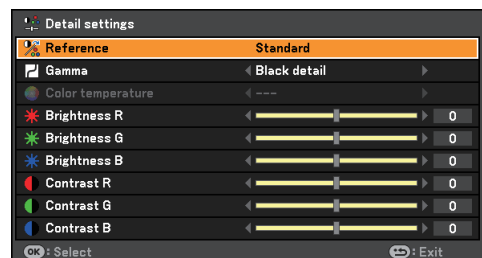 Detail settings
Reference Standard
Gamma Black detail
Color temperature ---
Brightness R 0
Brightness G 0
Brightness B 0
Contrast R 0
Contrast G 0
Contrast B 0
OK : Select : Exit